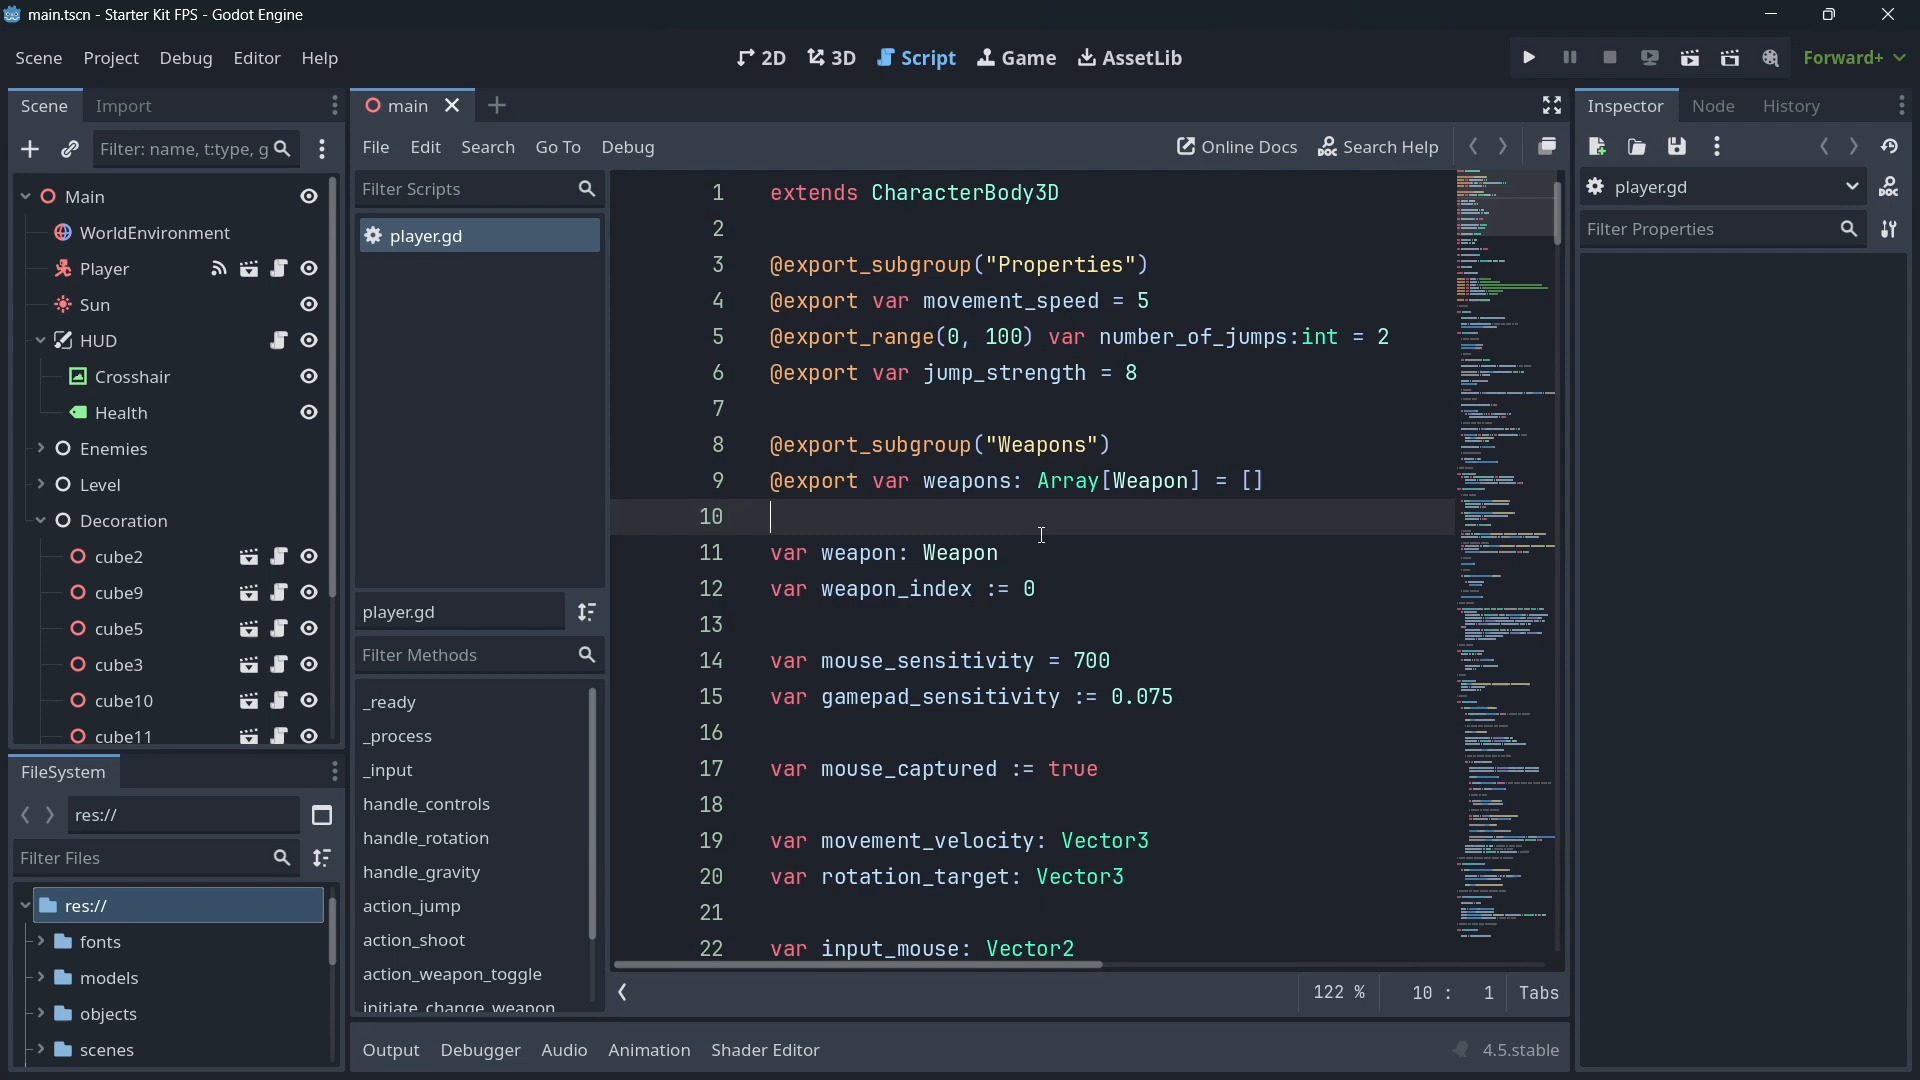 main.tscn - Starter Kit FPS - Godot Engine
Scene Project Debug Editor Help
2D 3D Script Game AssetLib
Forward+
Scene Import
Filter: name, t:type, g
Main
WorldEnvironment
Player
Sun
HUD
Crosshair
Health
Enemies
Level
Decoration
cube2
cube9
cube5
cube3
cube10
cube11
FileSystem
res://
Filter Files
res://
fonts
models
objects
scenes
main
File Edit Search Go To Debug
Online Docs Search Help
Filter Scripts
player.gd
player.gd
Filter Methods
_ready
_process
_input
handle_controls
handle_rotation
handle_gravity
action_jump
action_shoot
action_weapon_toggle
initiate_change_weapon
1 extends CharacterBody3D
2
3 @export_subgroup("Properties")
4 @export var movement_speed = 5
5 @export_range(0, 100) var number_of_jumps:int = 2
6 @export var jump_strength = 8
7
8 @export_subgroup("Weapons")
9 @export var weapons: Array[Weapon] = []
10
11 var weapon: Weapon
12 var weapon_index := 0
13
14 var mouse_sensitivity = 700
15 var gamepad_sensitivity := 0.075
16
17 var mouse_captured := true
18
19 var movement_velocity: Vector3
20 var rotation_target: Vector3
21
22 var input_mouse: Vector2
122 % 10 : 1 Tabs
Output Debugger Audio Animation Shader Editor
4.5.stable
Inspector Node History
player.gd
Filter Properties